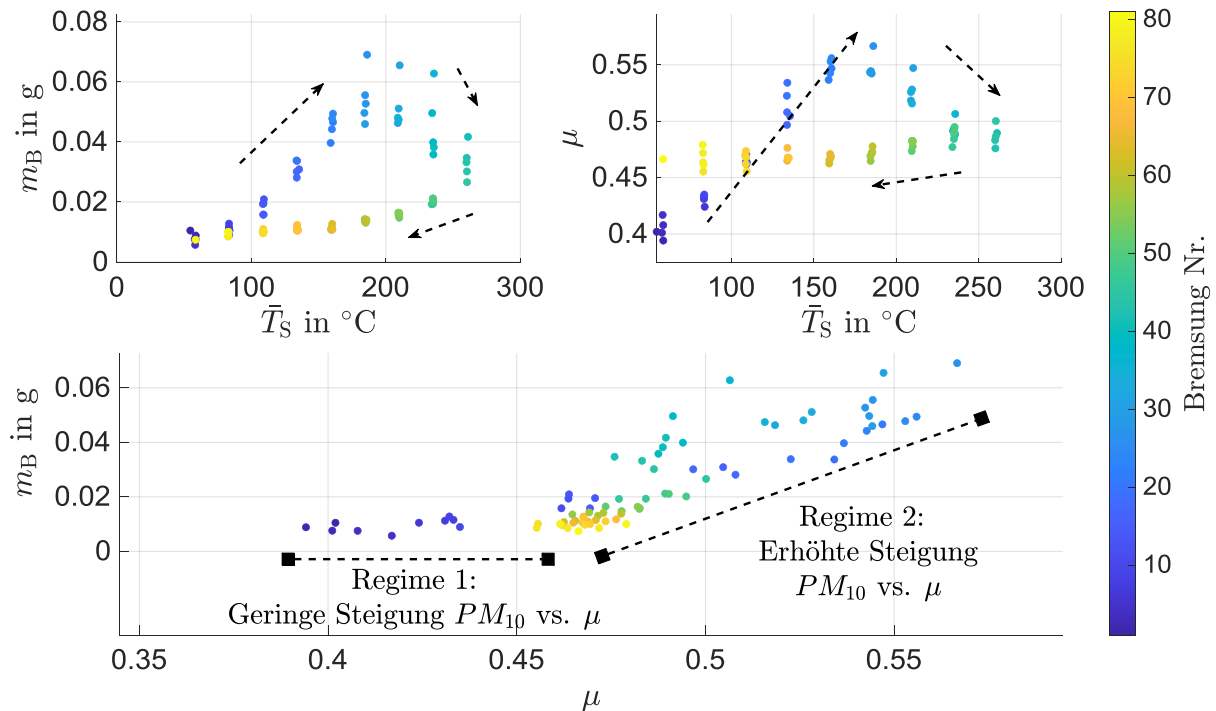 0.08
0.06
0.04
0.02
0
m_B in g
0 100 200 300
T̄_S in °C
0.55
0.5
0.45
0.4
μ
100 150 200 250 300
T̄_S in °C
80
70
60
50
40
30
20
10
Bremsung Nr.
0.06
0.04
0.02
0
m_B in g
Regime 1:
Geringe Steigung PM_10 vs. μ
Regime 2:
Erhöhte Steigung
PM_10 vs. μ
0.35 0.4 0.45 0.5 0.55
μ